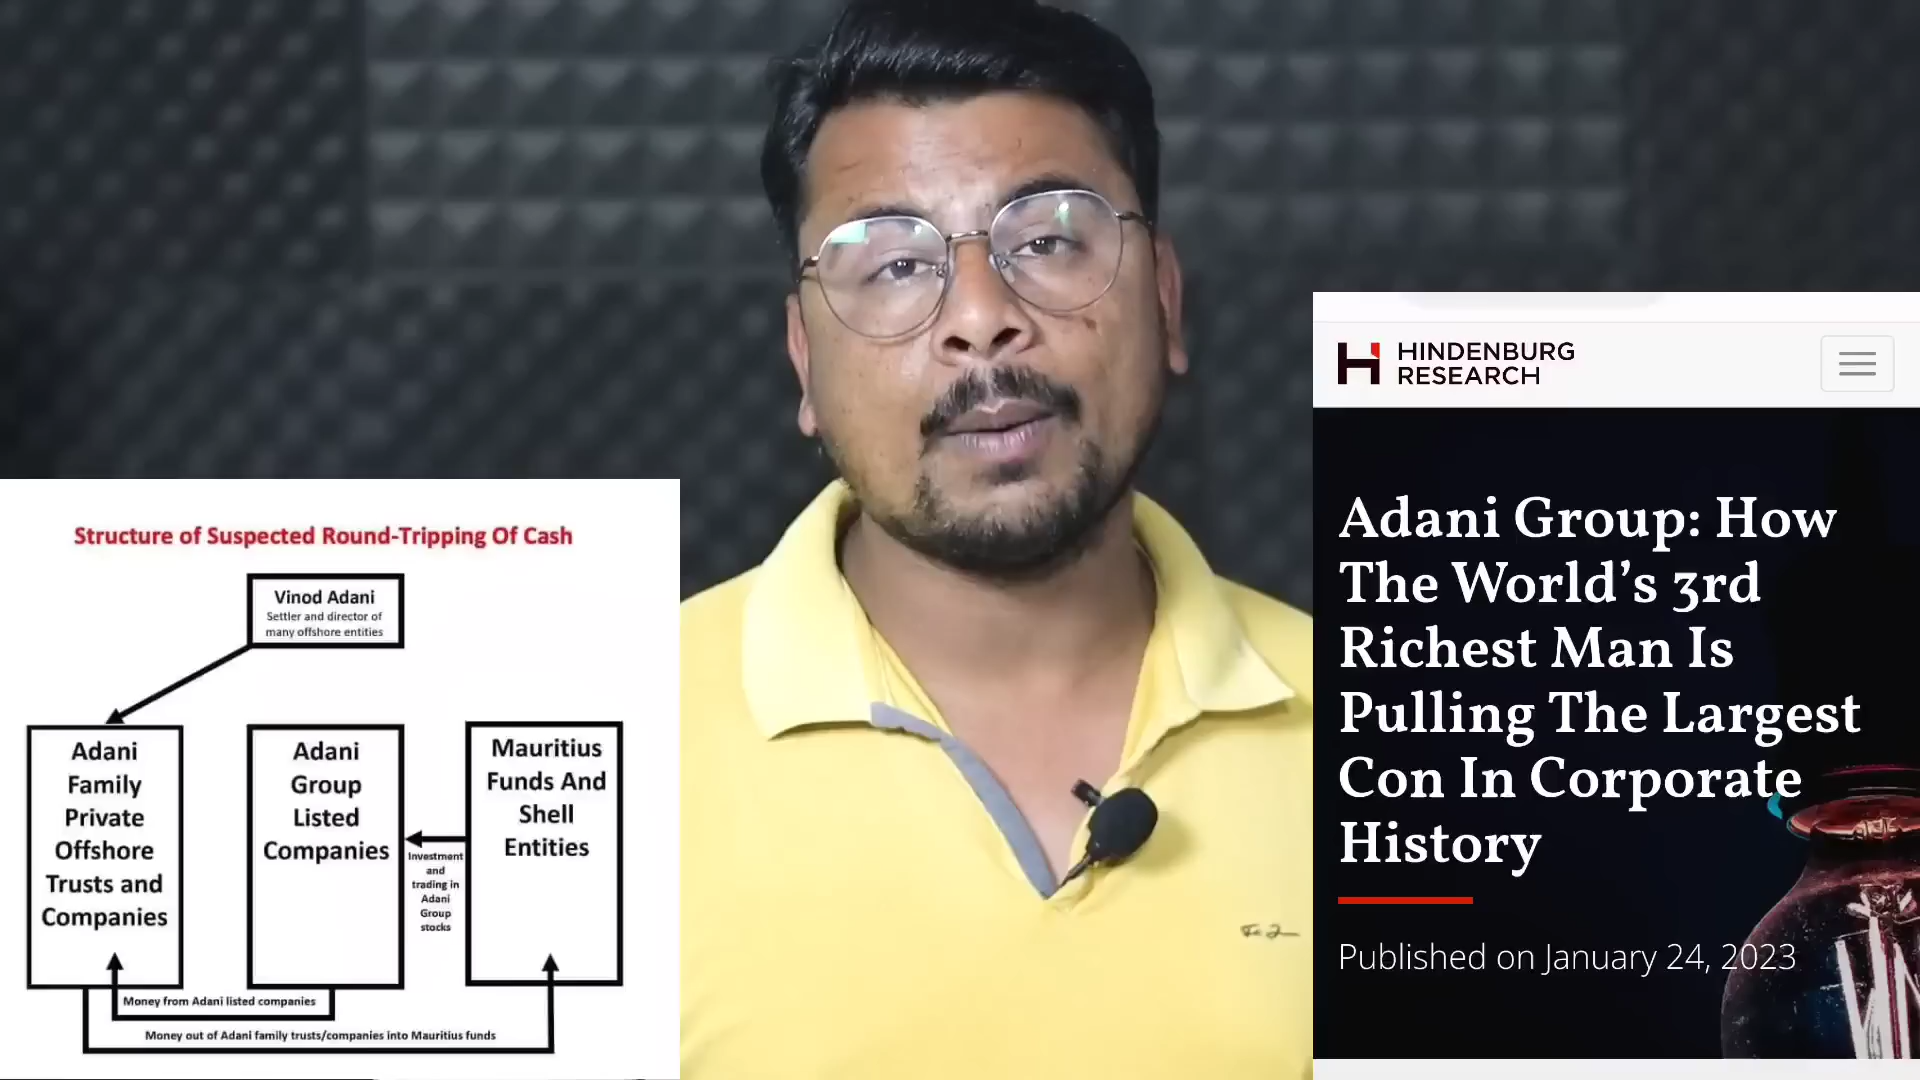 Structure of Suspected Round-Tripping Of Cash
Vinod Adani
Settler and director of
many offshore entities
Adani
Family
Private
Offshore
Trusts and
Companies
Adani
Group
Listed
Companies
Mauritius
Funds And
Shell
Entities
Investment
and
trading in
Adani
Group
stocks
Money from Adani listed companies
Money out of Adani family trusts/companies into Mauritius funds
HINDENBURG
RESEARCH
Adani Group: How
The World's 3rd
Richest Man Is
Pulling The Largest
Con In Corporate
History
Published on January 24, 2023